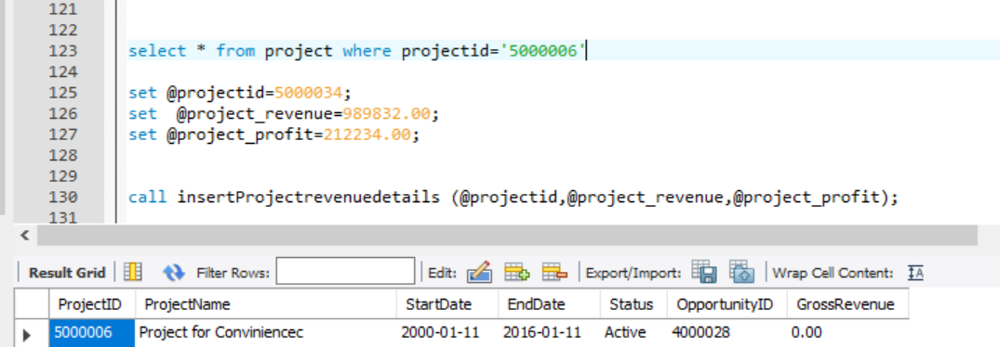 121
122
123 select * from project where projectid='5000006'
124
125 set @projectid=5000034;
126 set  @project_revenue=989832.00;
127 set @project_profit=212234.00;
128
129
130 call insertProjectrevenuedetails (@projectid,@project_revenue,@project_profit);
131
Result Grid Filter Rows: Edit: Export/Import: Wrap Cell Content: IA
ProjectID ProjectName StartDate EndDate Status OpportunityID GrossRevenue
5000006 Project for Conviniencec 2000-01-11 2016-01-11 Active 4000028 0.00